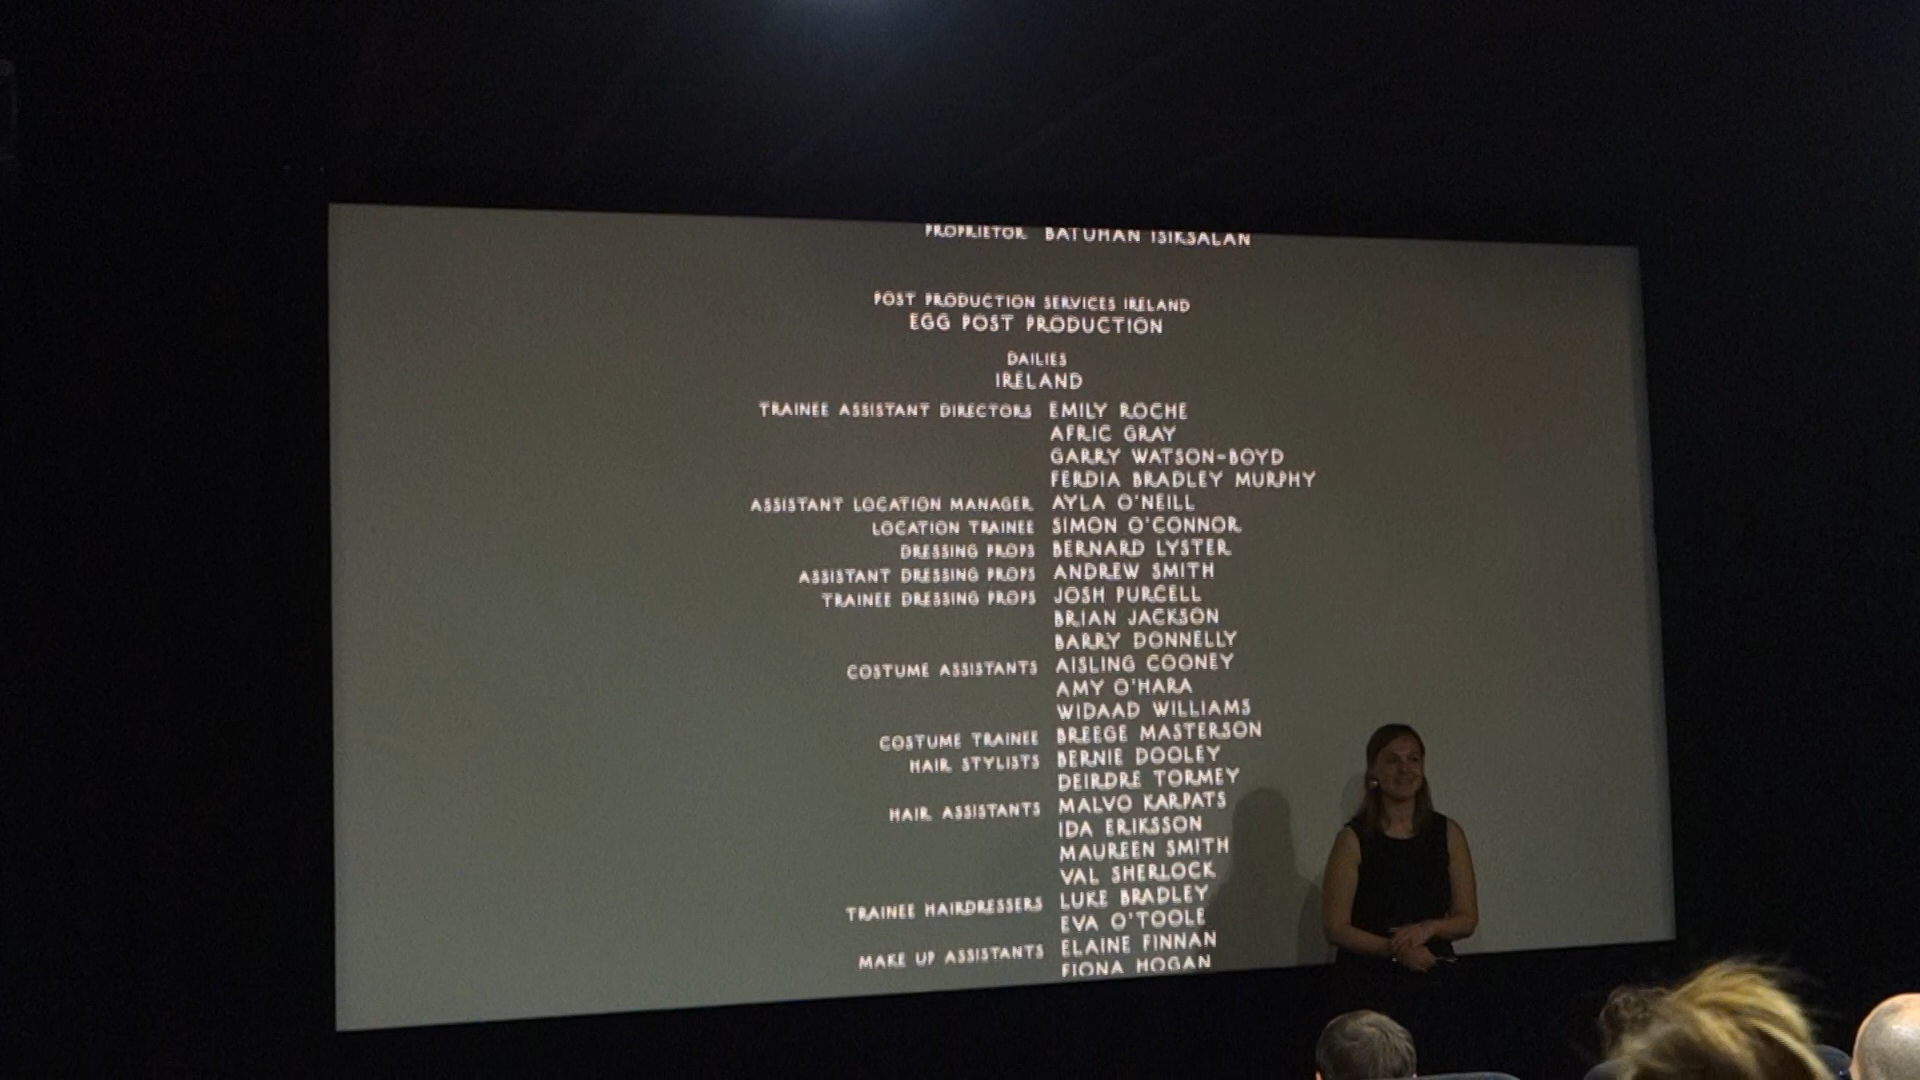 PROPRIETOR BATUHAN ISIKSALAN
POST PRODUCTION SERVICES IRELAND
EGG POST PRODUCTION
DAILIES
IRELAND
TRAINEE ASSISTANT DIRECTORS EMILY ROCHE
AFRIC GRAY
GARRY WATSON-BOYD
FERDIA BRADLEY MURPHY
ASSISTANT LOCATION MANAGER AYLA O'NEILL
LOCATION TRAINEE SIMON O'CONNOR
DRESSING PROPS BERNARD LYSTER
ASSISTANT DRESSING PROPS ANDREW SMITH
TRAINEE DRESSING PROPS JOSH PURCELL
BRIAN JACKSON
BARRY DONNELLY
COSTUME ASSISTANTS AISLING COONEY
AMY O'HARA
WIDAAD WILLIAMS
COSTUME TRAINEE BREEGE MASTERSON
HAIR STYLISTS BERNIE DOOLEY
DEIRDRE TORMEY
HAIR ASSISTANTS MALVO KARPATS
IDA ERIKSSON
MAUREEN SMITH
VAL SHERLOCK
TRAINEE HAIRDRESSERS LUKE BRADLEY
EVA O'TOOLE
MAKE UP ASSISTANTS ELAINE FINNAN
FIONA HOGAN